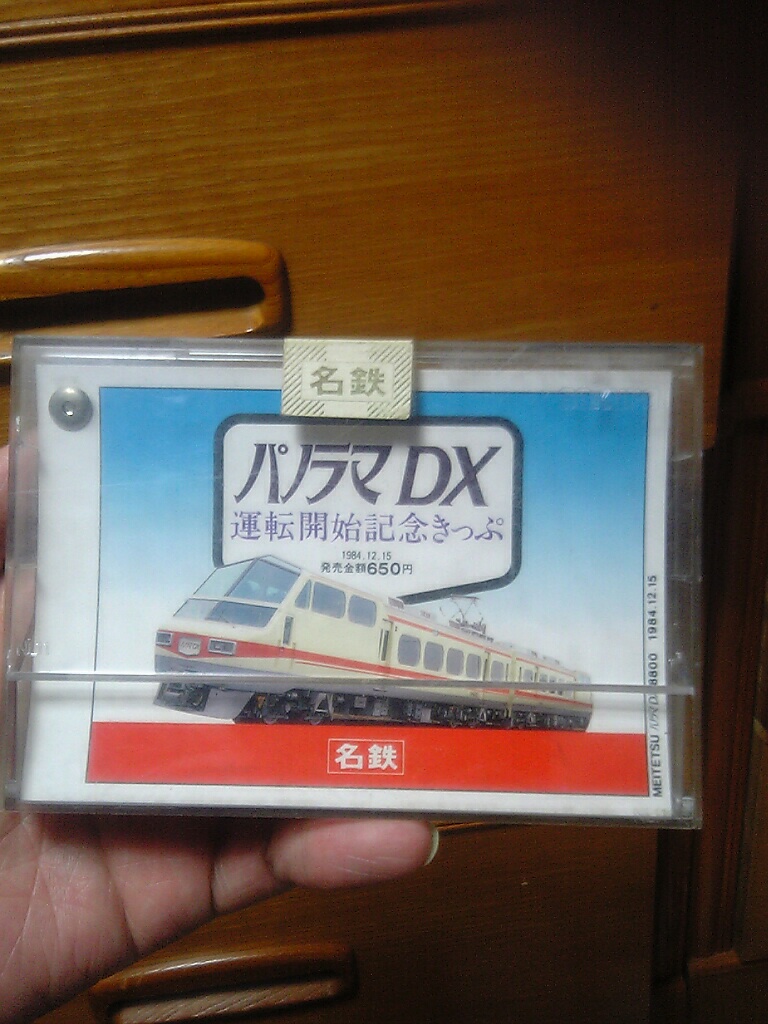 名鉄
パノラマDX
運転開始記念きっぷ
1984.12.15
発売金額650円
名鉄
MEITETSU パノラマDX 8800 1984.12.15